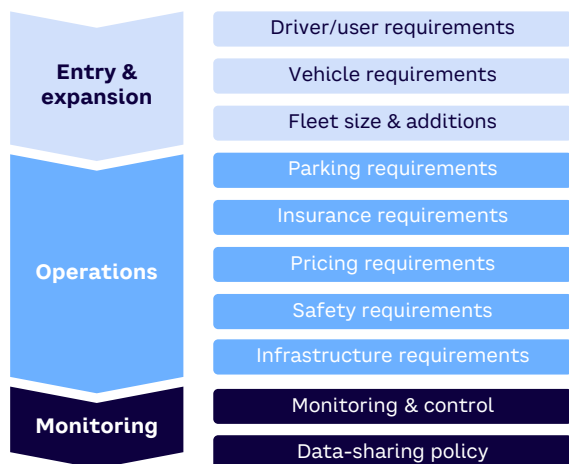 Entry &
expansion
Driver/user requirements
Vehicle requirements
Fleet size & additions
Operations
Parking requirements
Insurance requirements
Pricing requirements
Safety requirements
Infrastructure requirements
Monitoring
Monitoring & control
Data-sharing policy